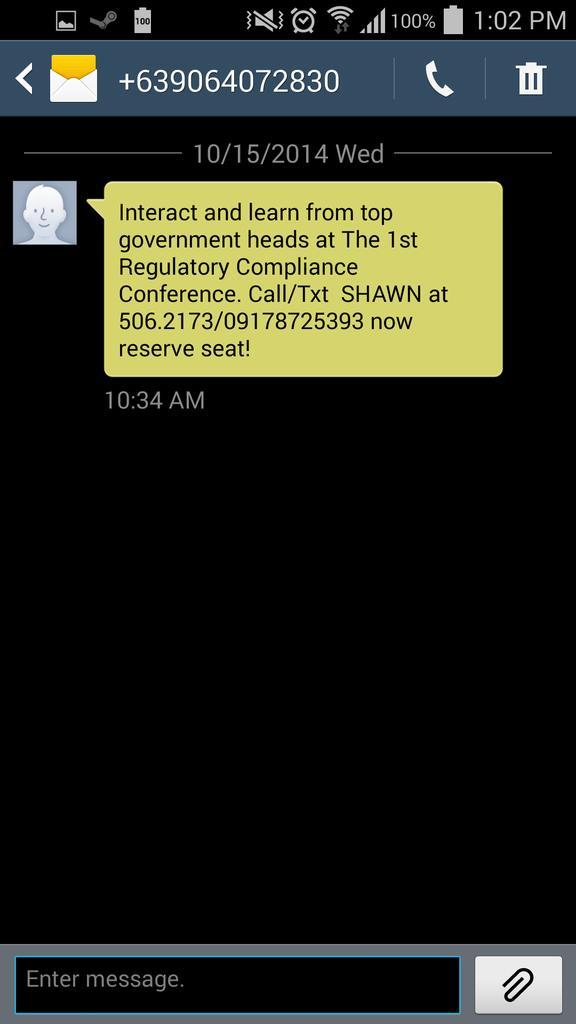 100 100% 1:02 PM
+639064072830
10/15/2014 Wed
Interact and learn from top
government heads at The 1st
Regulatory Compliance
Conference. Call/Txt  SHAWN at
506.2173/09178725393 now
reserve seat!
10:34 AM
Enter message.